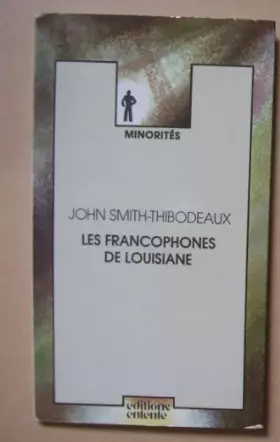 MINORITÉS
JOHN SMITH-THIBODEAUX
LES FRANCOPHONES
DE LOUISIANE
éditions
entente